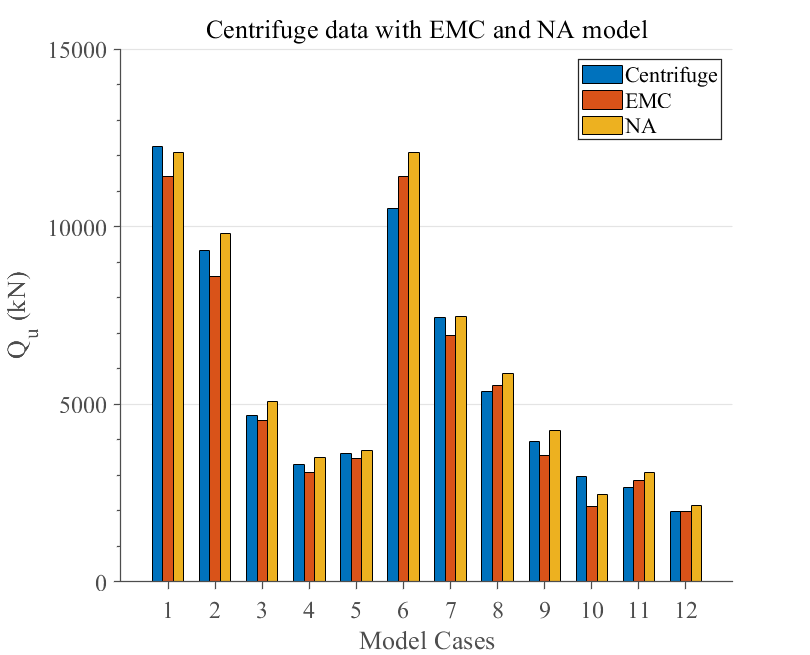 Centrifuge data with EMC and NA model
15000
10000
5000
0
Q_u (kN)
Centrifuge
EMC
NA
1 2 3 4 5 6 7 8 9 10 11 12
Model Cases